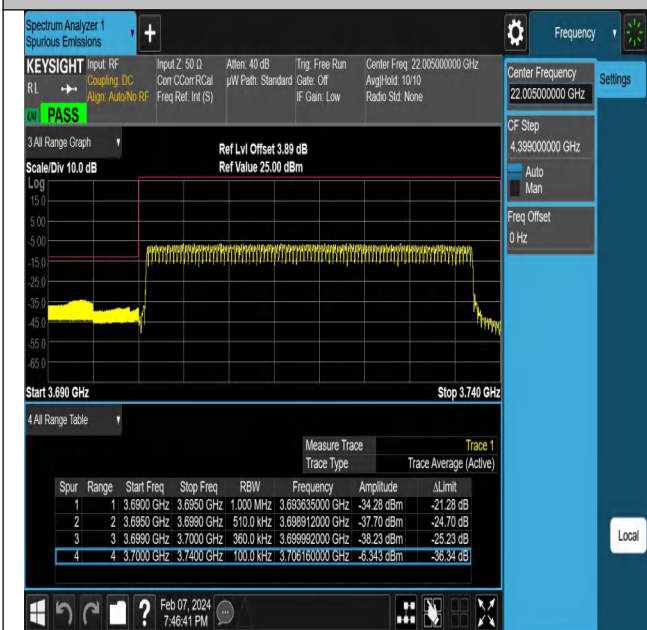 Spectrum Analyzer 1
Spurious Emissions
+
Frequency
KEYSIGHT Input: RF Input Z: 50 Ω Atten: 40 dB Trig: Free Run Center Freq: 22.005000000 GHz
RL Coupling: DC Corr CCorr RCal µW Path: Standard Gate: Off Avg|Hold: 10/10
Align: Auto/No RF Freq Ref: Int (S) IF Gain: Low Radio Std: None
LXI PASS
Center Frequency
22.005000000 GHz
Settings
CF Step
4.399000000 GHz
Auto
Man
Freq Offset
0 Hz
3 All Range Graph
Ref Lvl Offset 3.89 dB
Scale/Div 10.0 dB Ref Value 25.00 dBm
Log
15.0
5.00
-5.00
-15.0
-25.0
-35.0
-45.0
-55.0
-65.0
Start 3.690 GHz Stop 3.740 GHz
4 All Range Table
Measure Trace Trace 1
Trace Type Trace Average (Active)
Spur Range Start Freq Stop Freq RBW Frequency Amplitude ΔLimit
1 1 3.6900 GHz 3.6950 GHz 1.000 MHz 3.693635000 GHz -34.28 dBm -21.28 dB
2 2 3.6950 GHz 3.6990 GHz 510.0 kHz 3.698912000 GHz -37.70 dBm -24.70 dB
3 3 3.6990 GHz 3.7000 GHz 360.0 kHz 3.699992000 GHz -38.23 dBm -25.23 dB
4 4 3.7000 GHz 3.7400 GHz 100.0 kHz 3.706160000 GHz -6.343 dBm -36.34 dB
Local
? Feb 07, 2024
7:46:41 PM